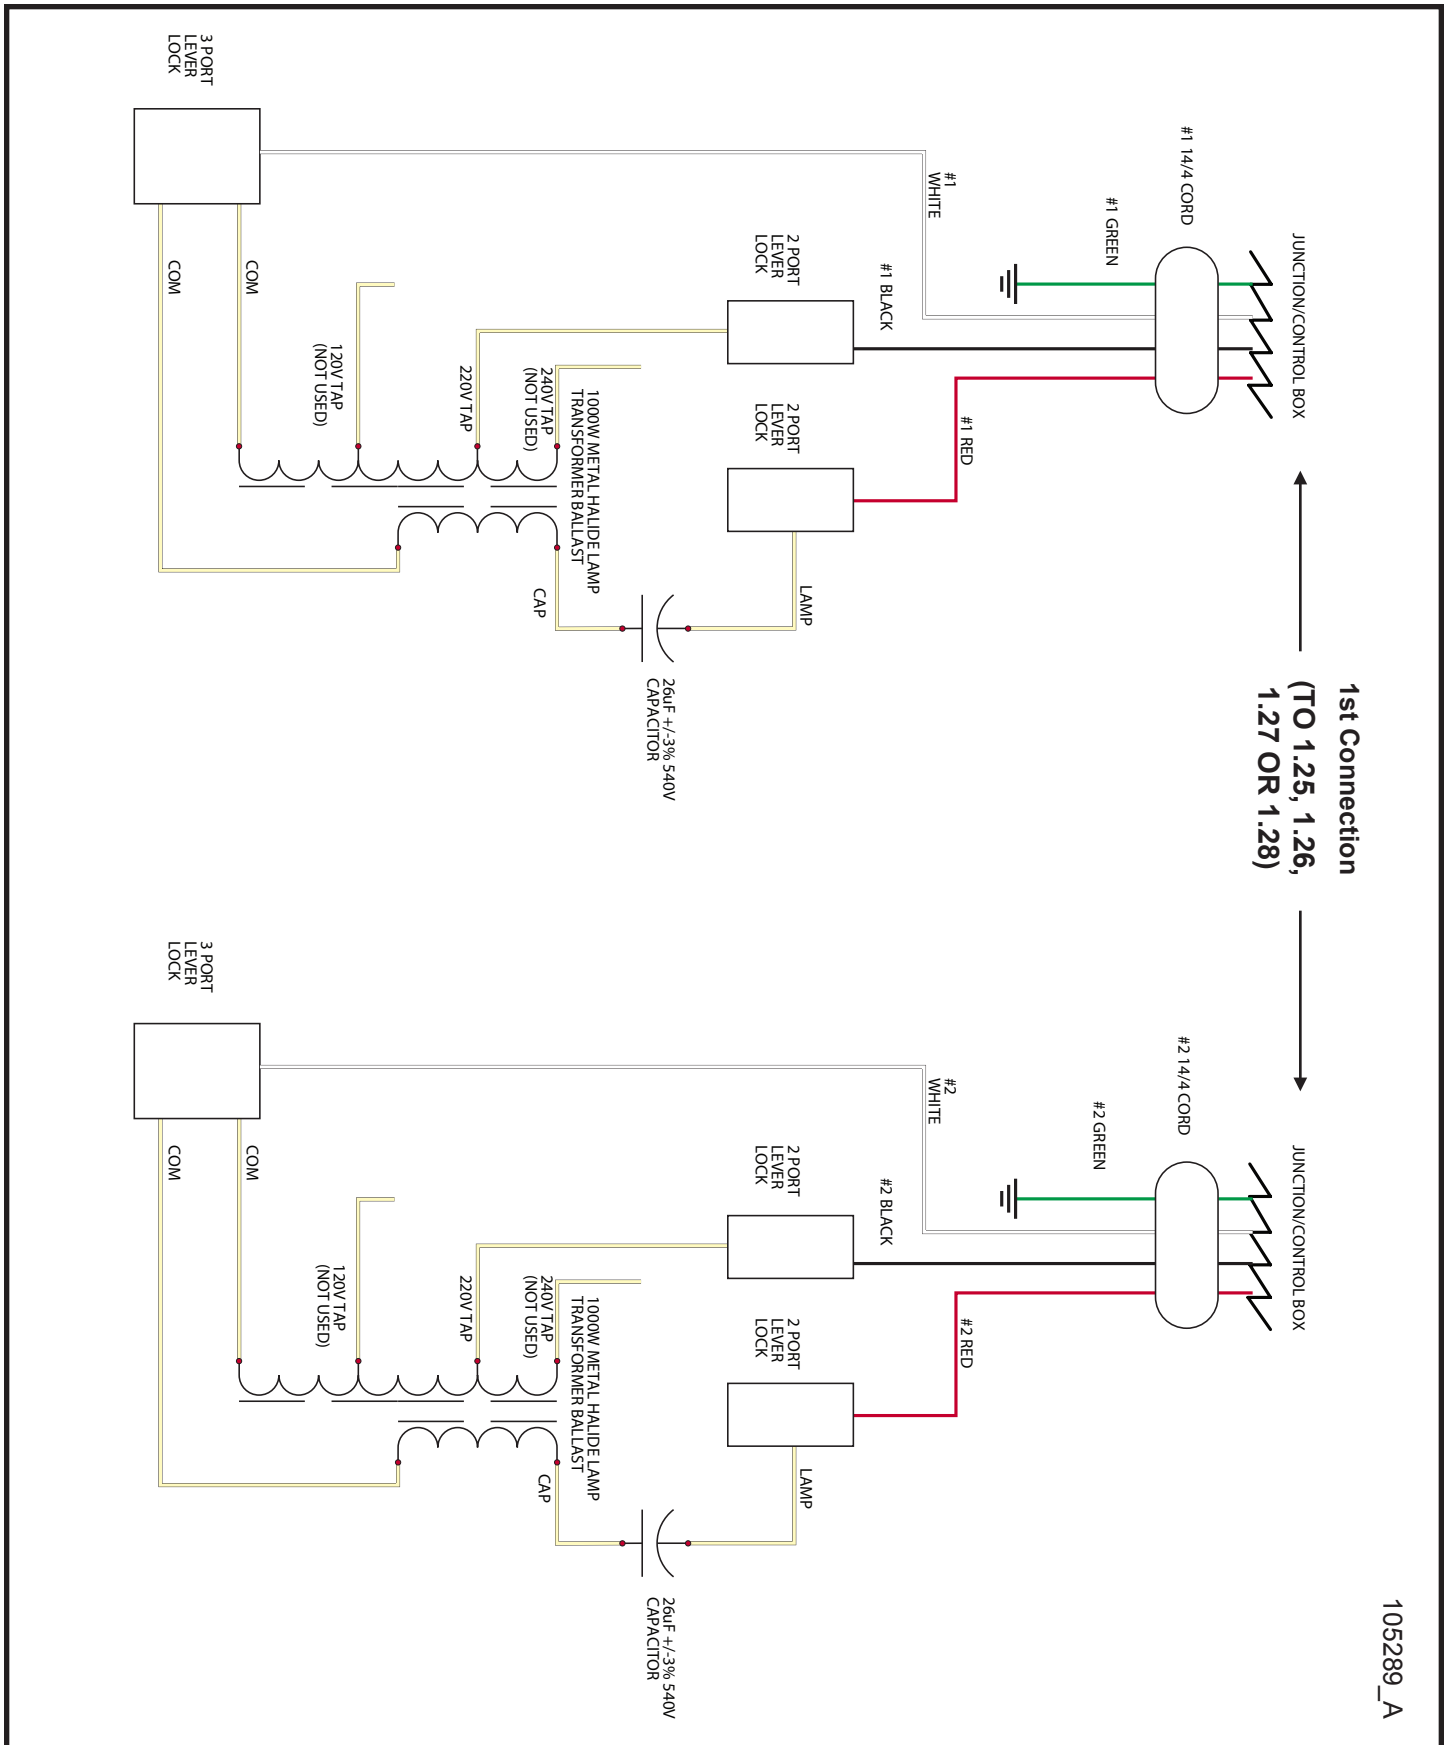 105289_A
1st Connection
(TO 1.25, 1.26,
1.27 OR 1.28)
JUNCTION/CONTROL BOX
#1 14/4 CORD
#1 GREEN
#1
WHITE
#1 BLACK
#1 RED
2 PORT
LEVER
LOCK
2 PORT
LEVER
LOCK
LAMP
26uF +/-3% 540V
CAPACITOR
1000W METAL HALIDE LAMP
TRANSFORMER BALLAST
240V TAP
(NOT USED)
CAP
220V TAP
120V TAP
(NOT USED)
COM
COM
3 PORT
LEVER
LOCK
JUNCTION/CONTROL BOX
#2 14/4 CORD
#2 GREEN
#2
WHITE
#2 BLACK
#2 RED
2 PORT
LEVER
LOCK
2 PORT
LEVER
LOCK
LAMP
26uF +/-3% 540V
CAPACITOR
1000W METAL HALIDE LAMP
TRANSFORMER BALLAST
240V TAP
(NOT USED)
CAP
220V TAP
120V TAP
(NOT USED)
COM
COM
3 PORT
LEVER
LOCK